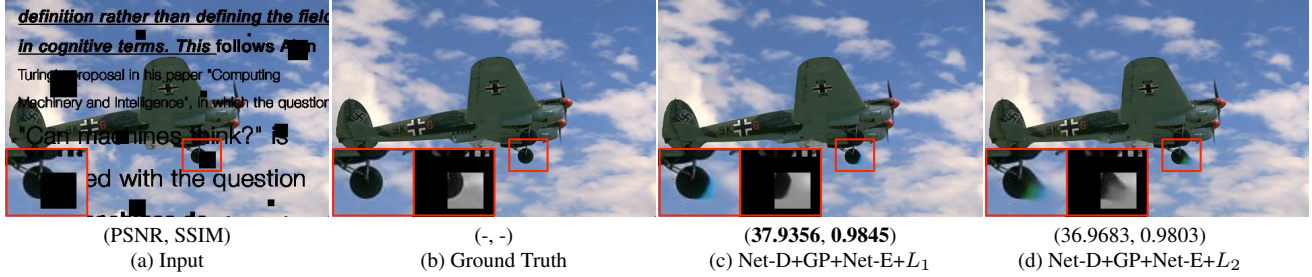 definition rather than defining the field
in cognitive terms. This follows Alan
Turing's proposal in his paper "Computing
Machinery and Intelligence", in which the question
"Can machines think?" is
ed with the question
(PSNR, SSIM)
(-, -)
(37.9356, 0.9845)
(36.9683, 0.9803)
(a) Input
(b) Ground Truth
(c) Net-D+GP+Net-E+L1
(d) Net-D+GP+Net-E+L2